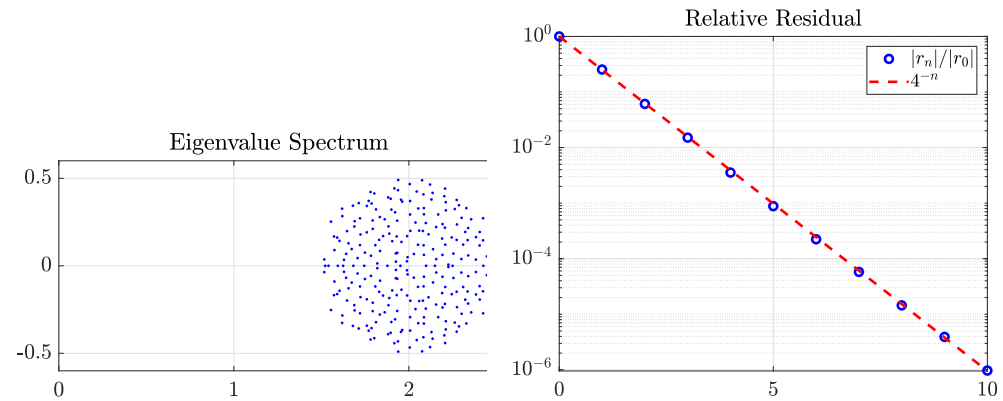 Eigenvalue Spectrum
0.5
0
-0.5
0 1 2
Relative Residual
10^0
10^-2
10^-4
10^-6
0 5 10
|r_n|/|r_0|
4^-n